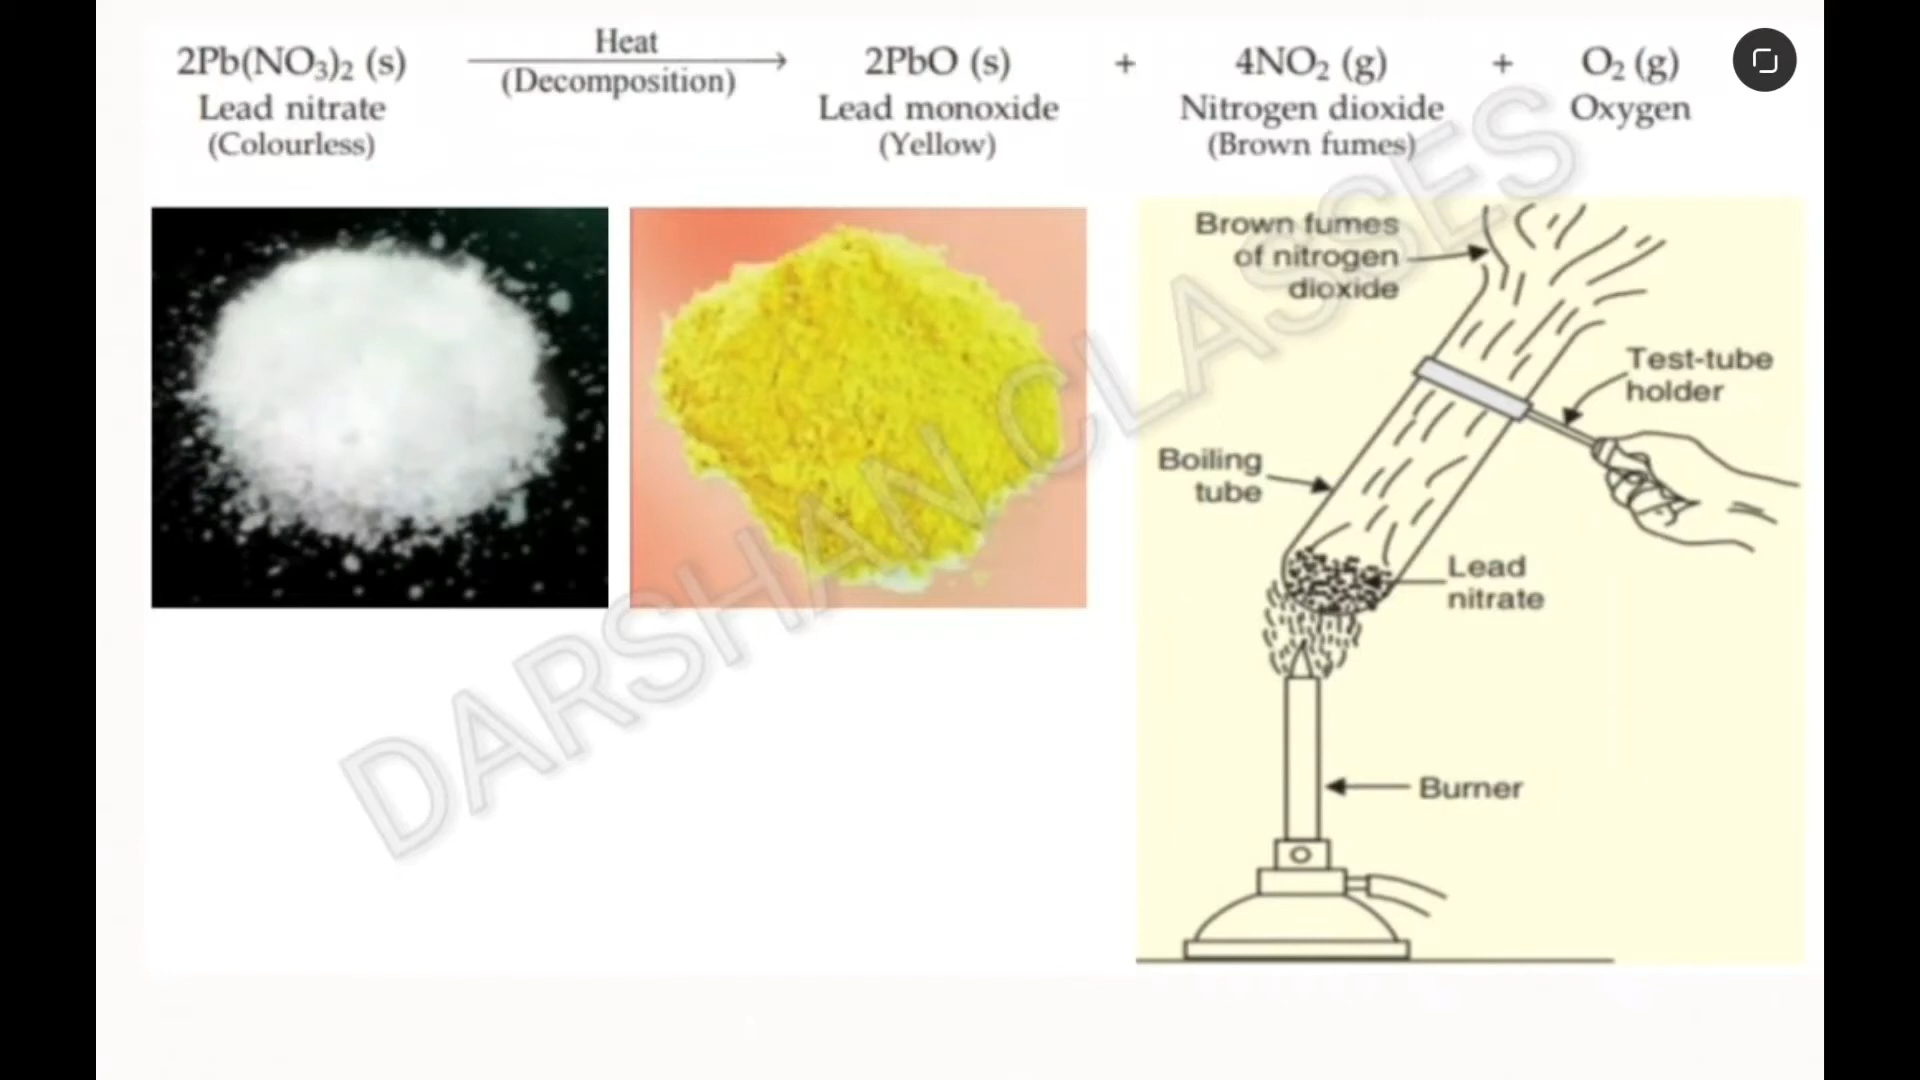 2Pb(NO₃)₂ (s) Heat 2PbO (s) + 4NO₂ (g) + O₂ (g)
(Decomposition)
Lead nitrate Lead monoxide Nitrogen dioxide Oxygen
(Colourless) (Yellow) (Brown fumes)
Brown fumes
of nitrogen
dioxide
Test-tube
holder
Boiling
tube
Lead
nitrate
Burner
DARSHAN CLASSES